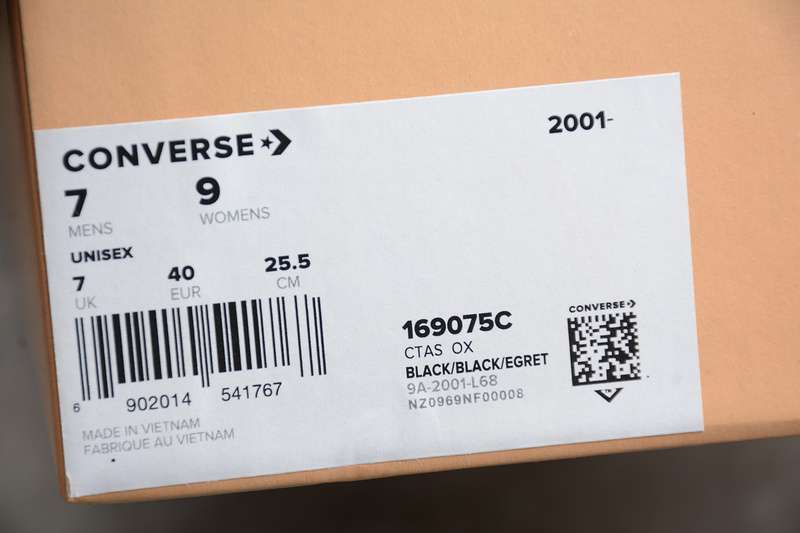 CONVERSE
2001-
7 9
MENS WOMENS
UNISEX
7 40 25.5
UK EUR CM
6 902014 541767
MADE IN VIETNAM
FABRIQUE AU VIETNAM
169075C
CTAS OX
BLACK/BLACK/EGRET
9A-2001-L68
NZ0969NF00008
CONVERSE